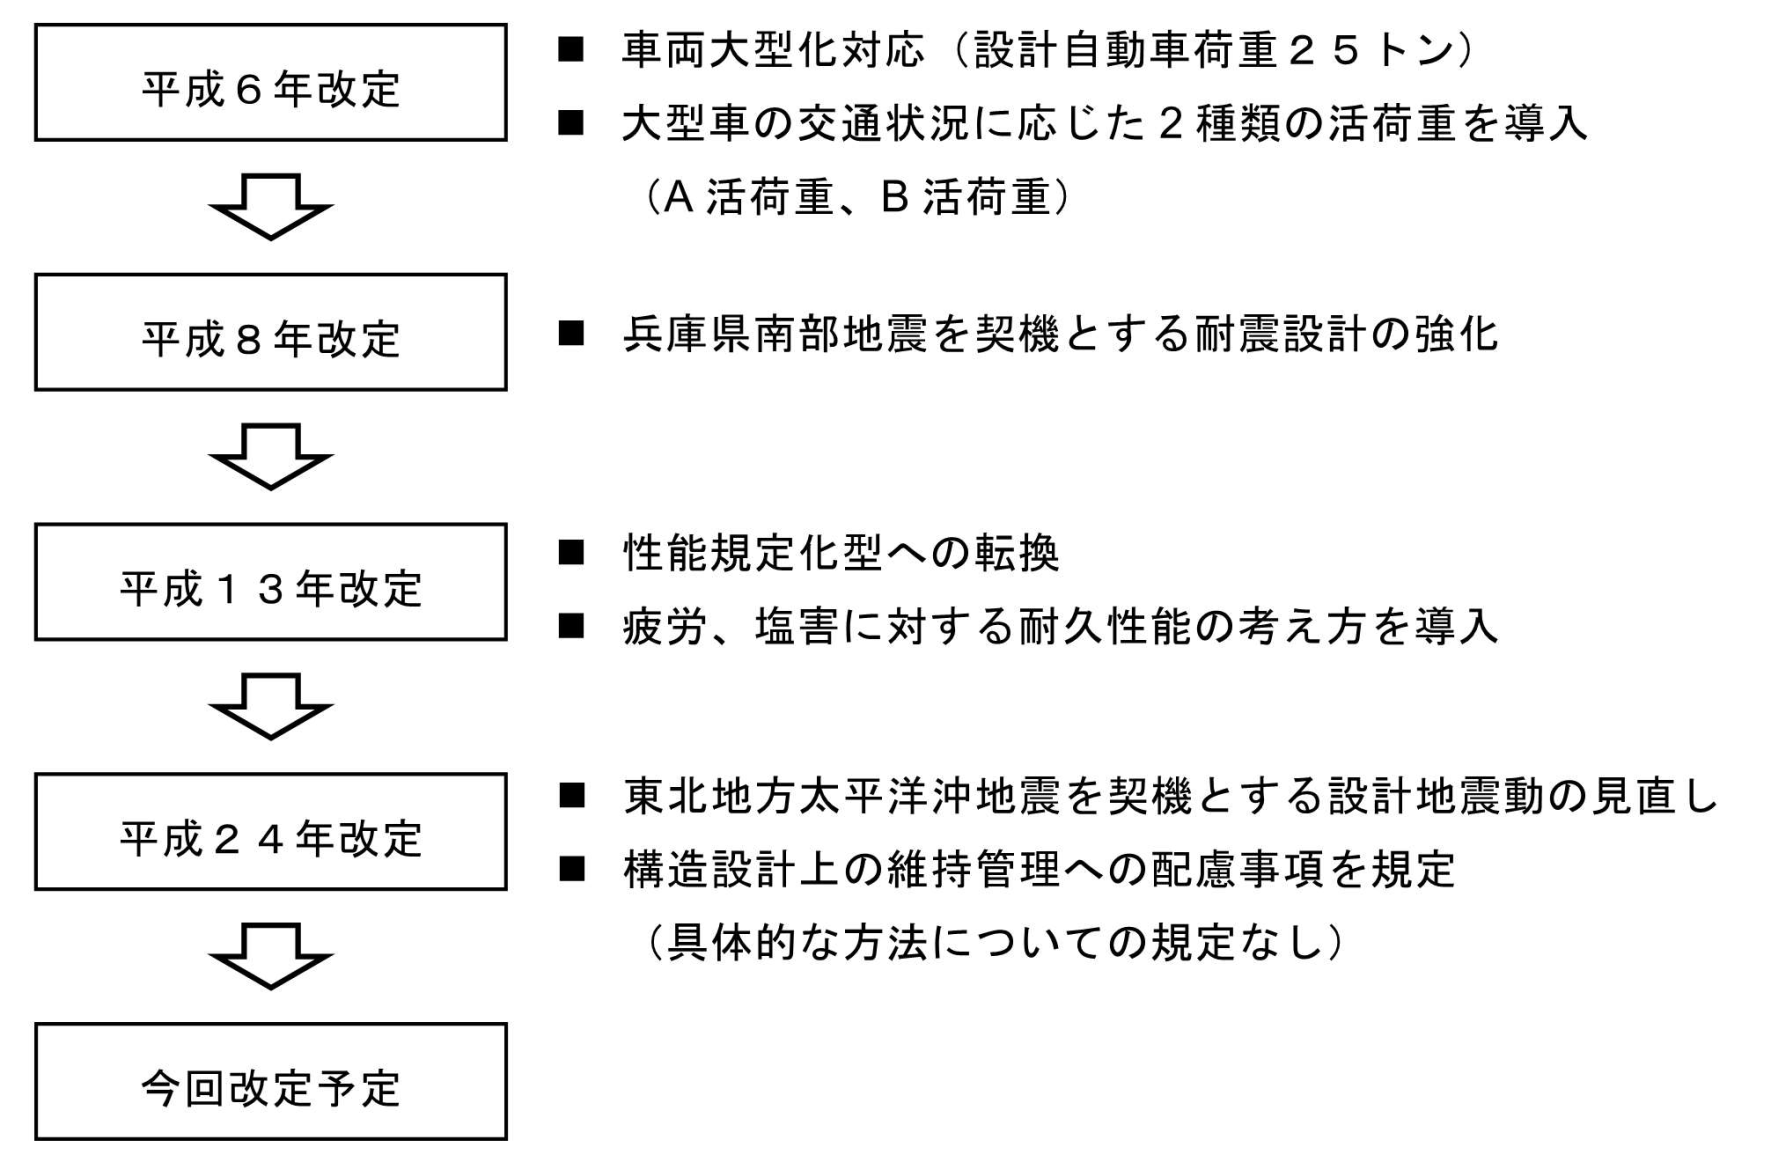 平成６年改定
■ 車両大型化対応（設計自動車荷重２５トン）
■ 大型車の交通状況に応じた２種類の活荷重を導入
（A 活荷重、B 活荷重）
平成８年改定
■ 兵庫県南部地震を契機とする耐震設計の強化
平成１３年改定
■ 性能規定化型への転換
■ 疲労、塩害に対する耐久性能の考え方を導入
平成２４年改定
■ 東北地方太平洋沖地震を契機とする設計地震動の見直し
■ 構造設計上の維持管理への配慮事項を規定
（具体的な方法についての規定なし）
今回改定予定